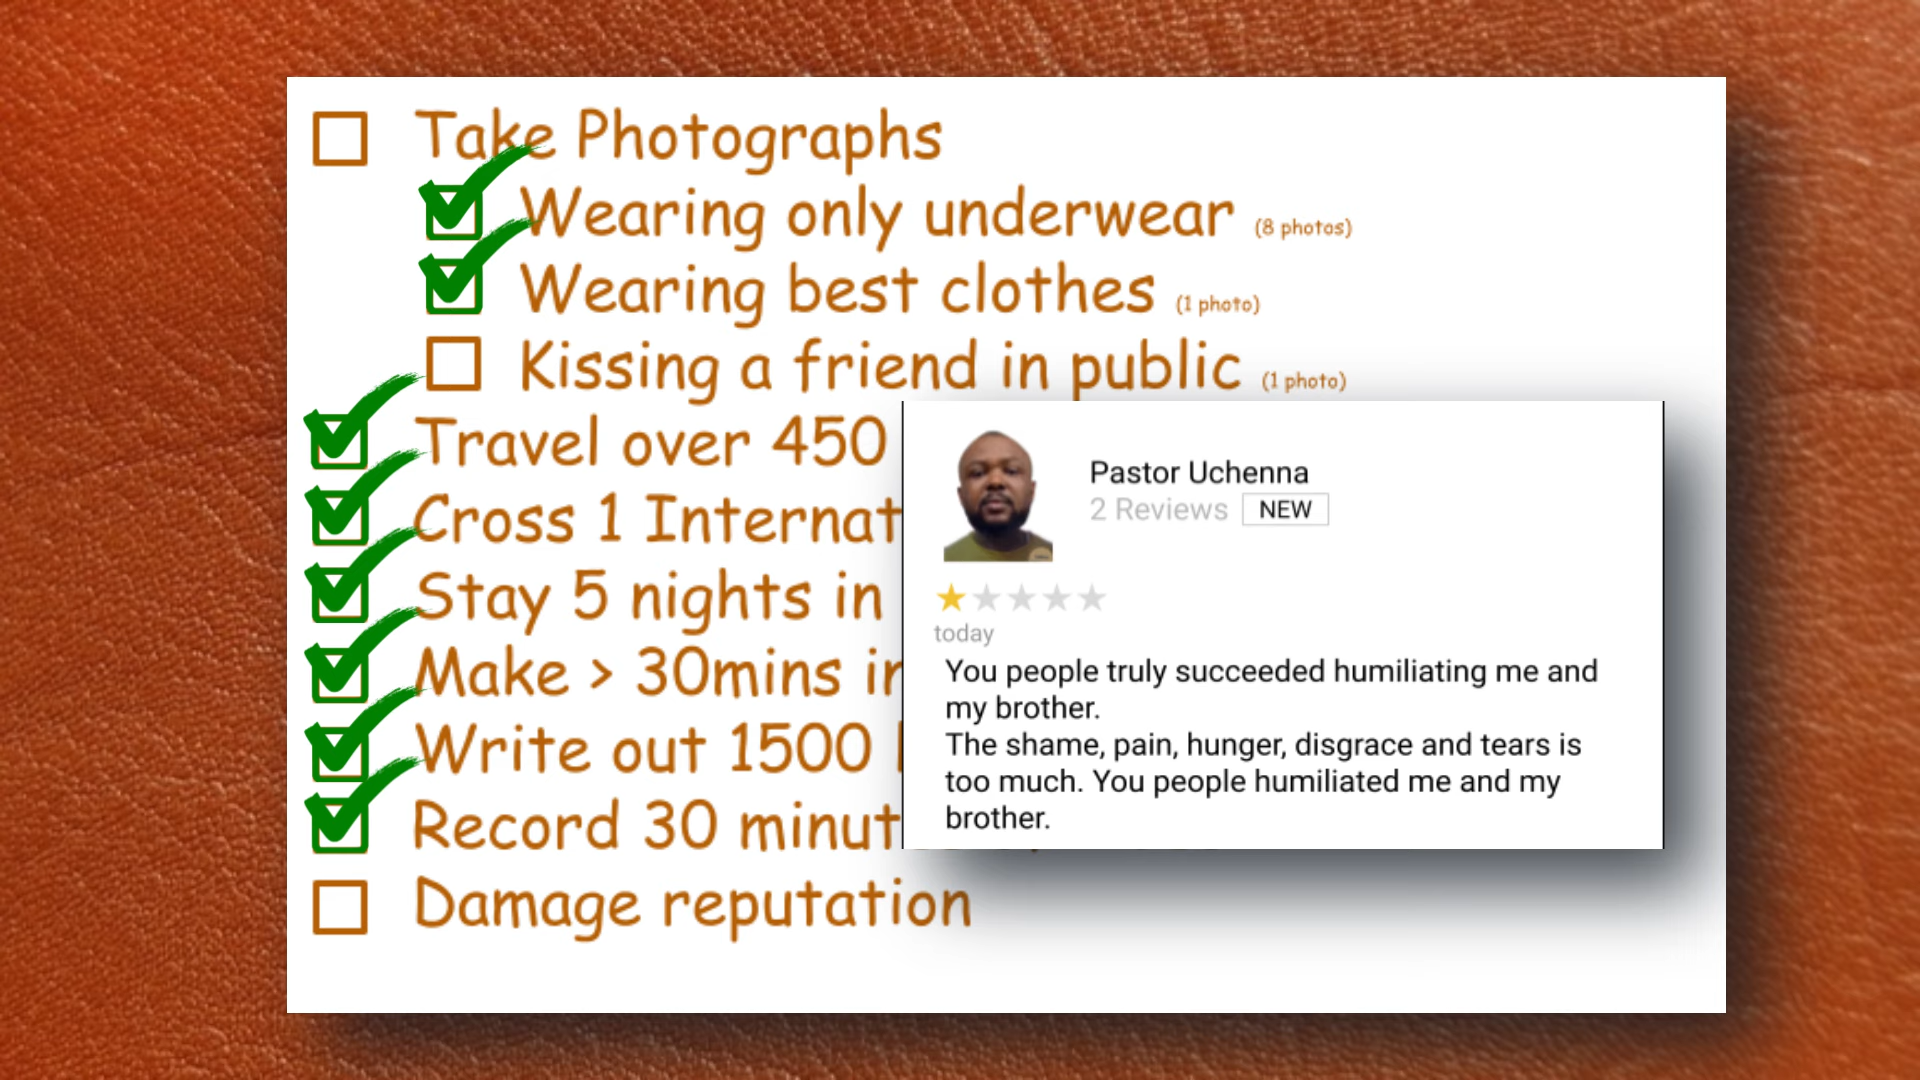 Take Photographs
Wearing only underwear (8 photos)
Wearing best clothes (1 photo)
Kissing a friend in public (1 photo)
Travel over 450
Cross 1 Internat
Stay 5 nights in
Make > 30mins
Write out 1500
Record 30 minut
Damage reputation
Pastor Uchenna
2 Reviews NEW
today
You people truly succeeded humiliating me and
my brother.
The shame, pain, hunger, disgrace and tears is
too much. You people humiliated me and my
brother.